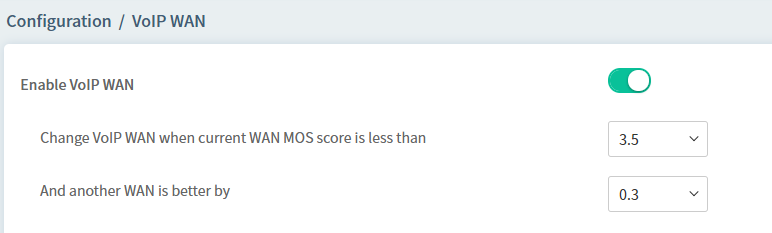 Configuration / VoIP WAN
Enable VoIP WAN
Change VoIP WAN when current WAN MOS score is less than 3.5
And another WAN is better by 0.3